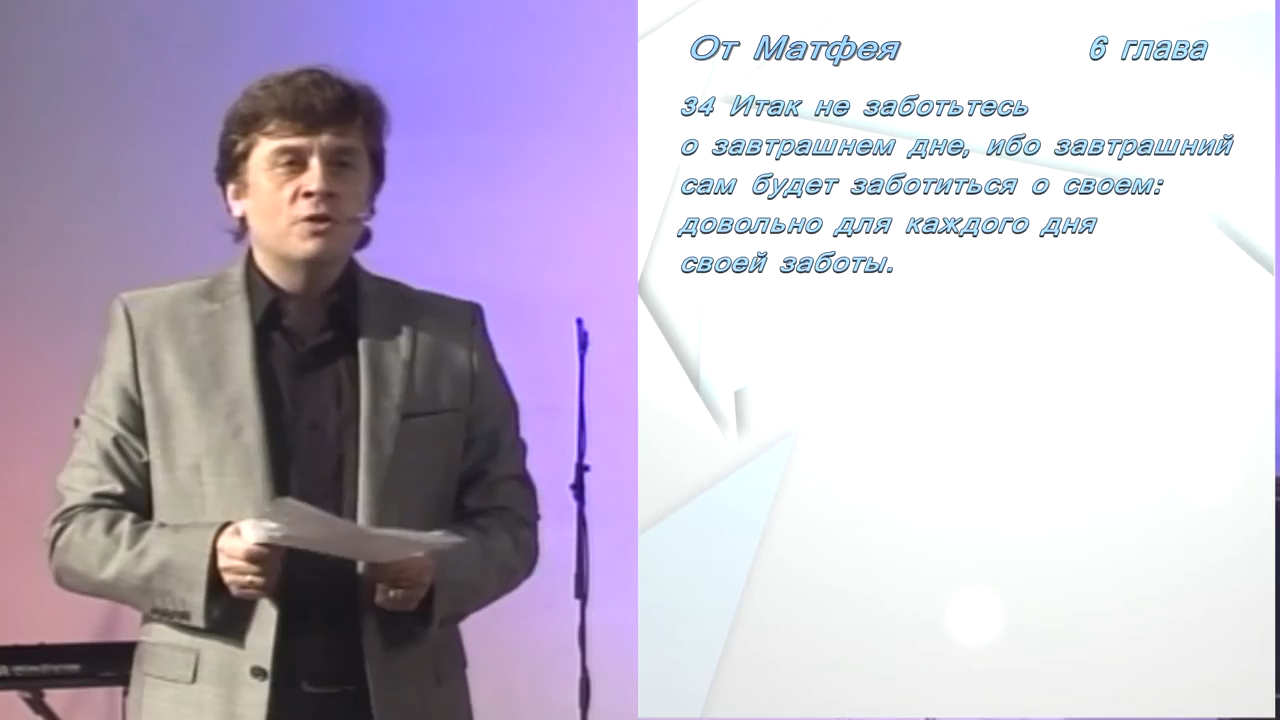 От Матфея 6 глава
34 Итак не заботьтесь
о завтрашнем дне, ибо завтрашний
сам будет заботиться о своем:
довольно для каждого дня
своей заботы.